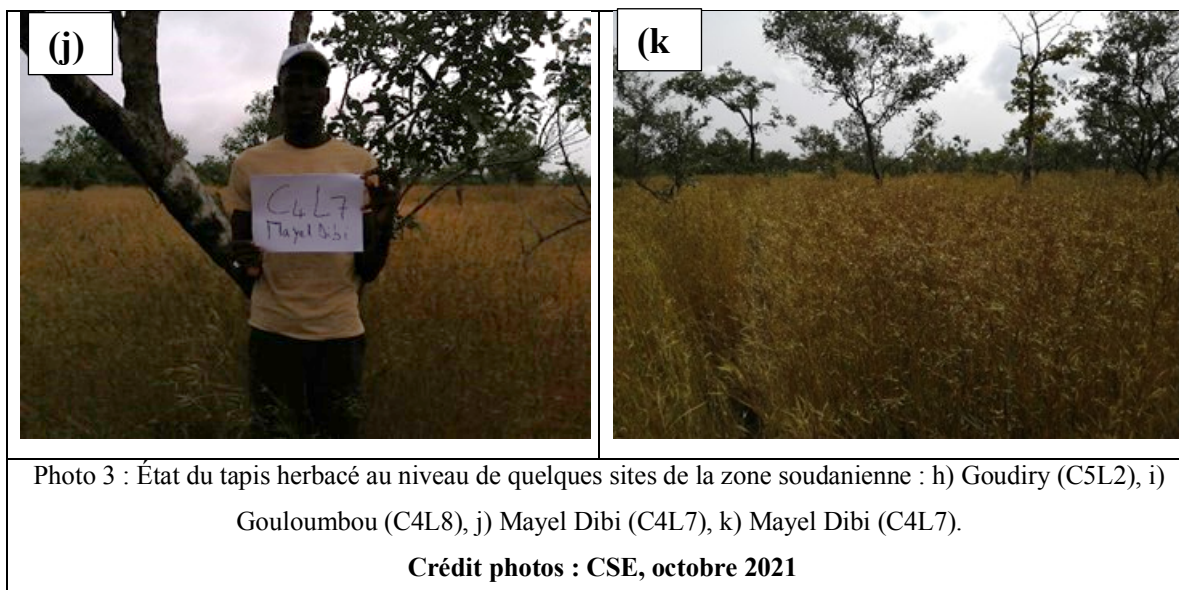 (j)
(k
C4L7
Mayel Dibi
Photo 3 : État du tapis herbacé au niveau de quelques sites de la zone soudanienne : h) Goudiry (C5L2), i)
Gouloumbou (C4L8), j) Mayel Dibi (C4L7), k) Mayel Dibi (C4L7).
Crédit photos : CSE, octobre 2021